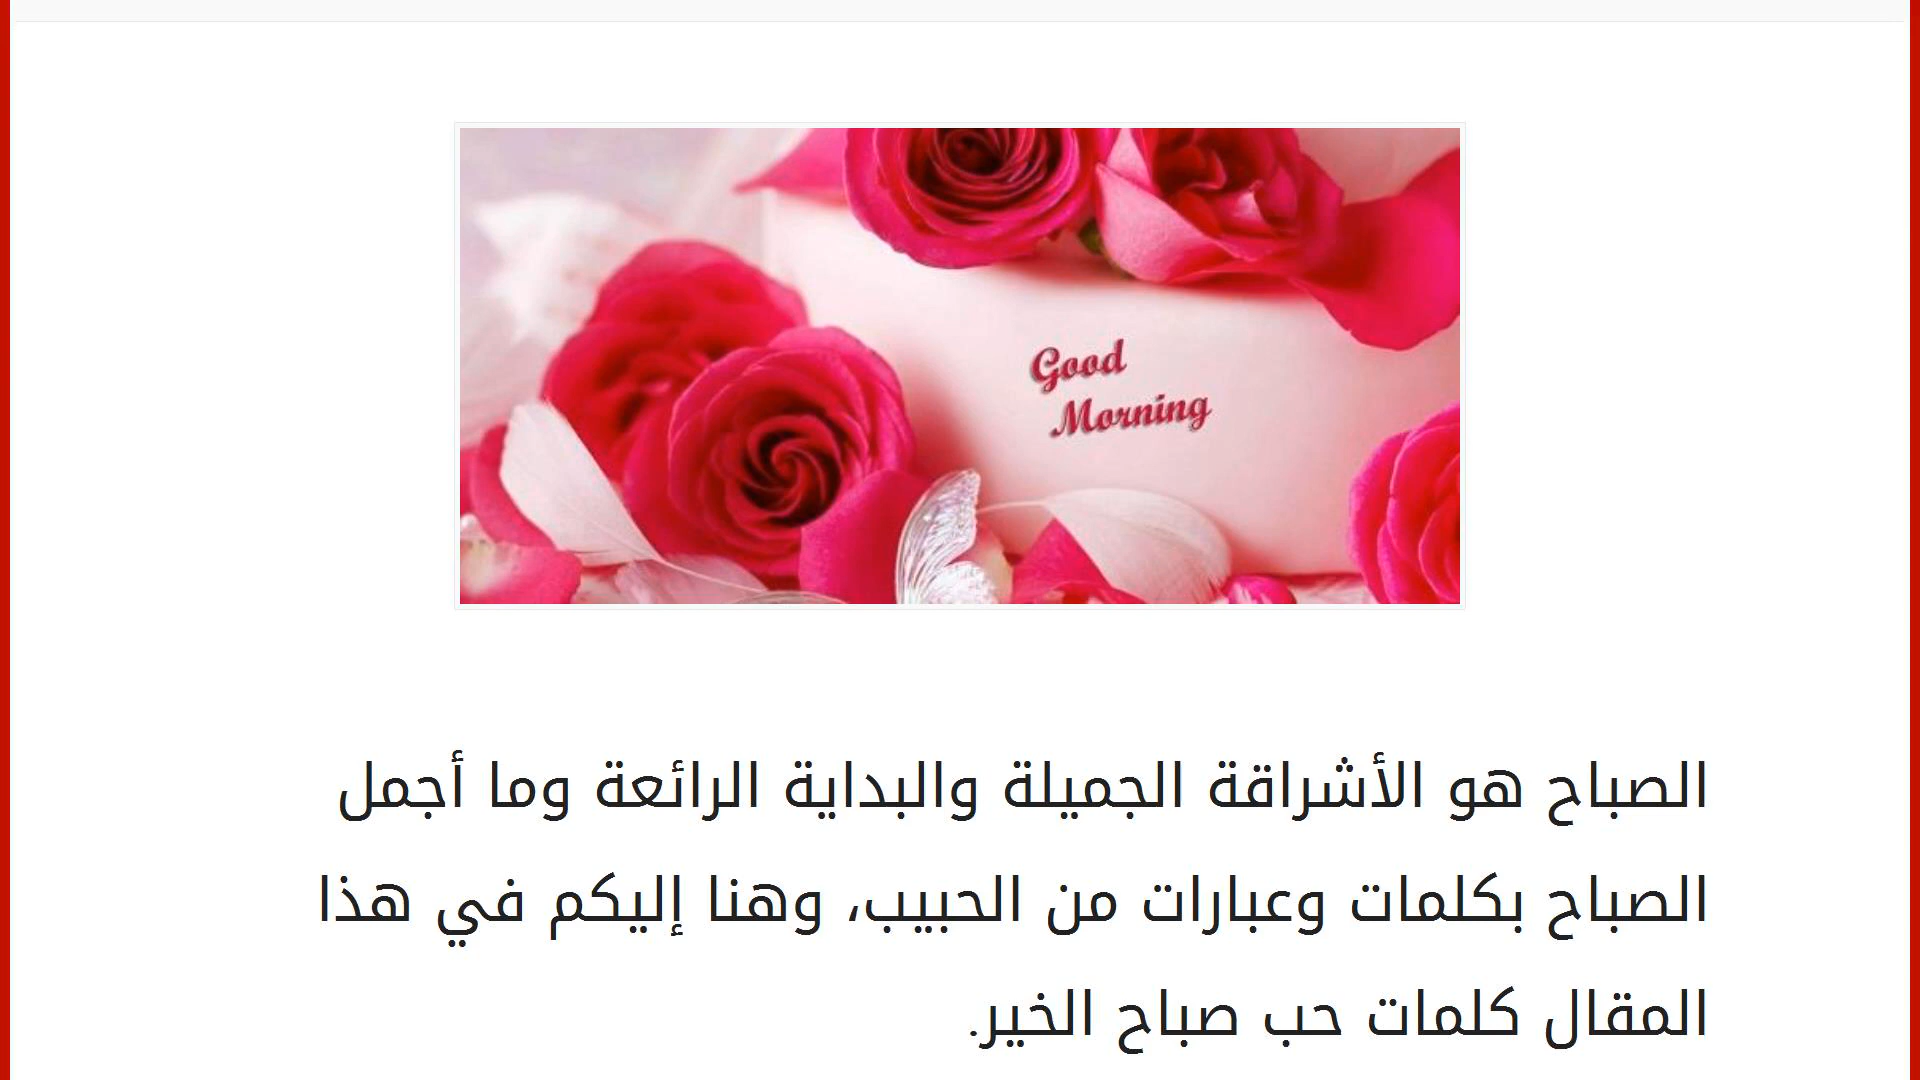 Good
Morning
الصباح هو الأشراقة الجميلة والبداية الرائعة وما أجمل
الصباح بكلمات وعبارات من الحبيب، وهنا إليكم في هذا
المقال كلمات حب صباح الخير.